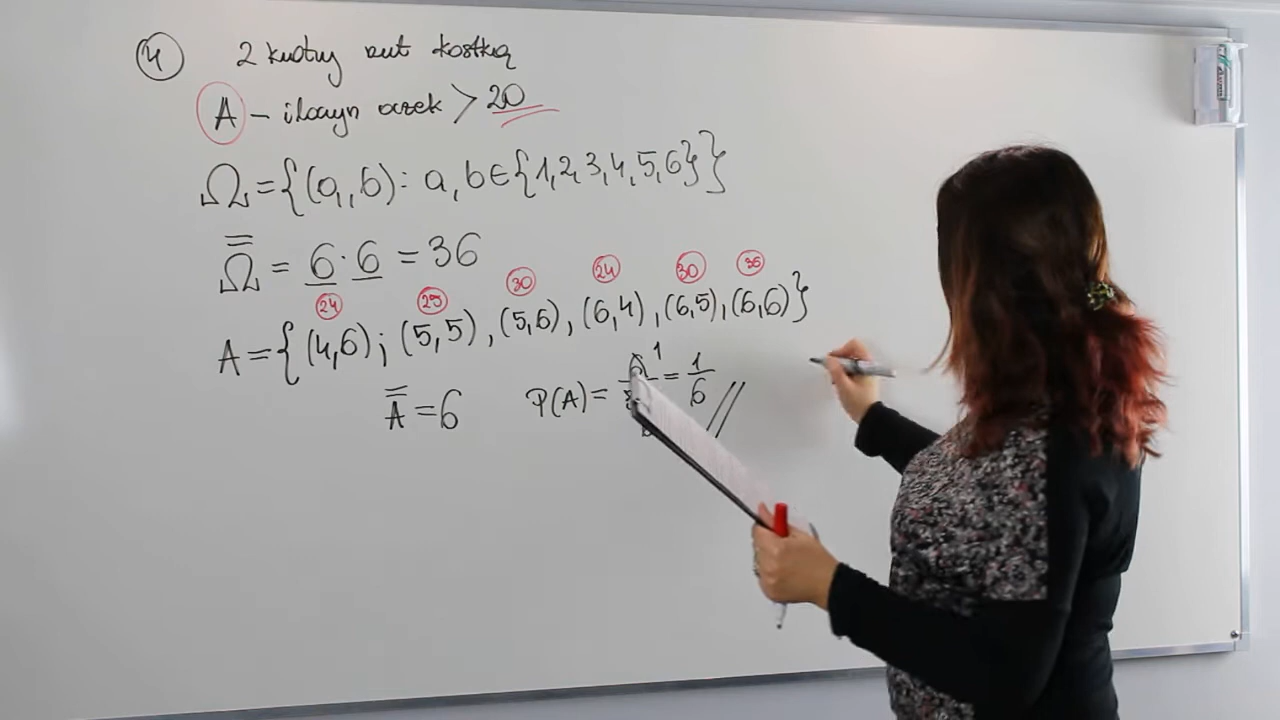 4 2 krotny rzut kostką
A – iloczyn oczek > 20
Ω = {(a,b): a,b ∈ {1,2,3,4,5,6}}
Ω̿ = 6·6 = 36
24 25 30 24 30 36
A = {(4,6); (5,5), (5,6), (6,4), (6,5), (6,6)}
A̿ = 6 P(A) = 6 1 = 1/6